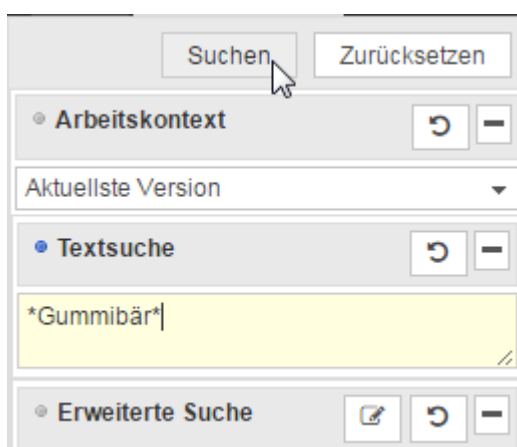 Suchen Zurücksetzen
Arbeitskontext
Aktuellste Version
Textsuche
*Gummibär*
Erweiterte Suche